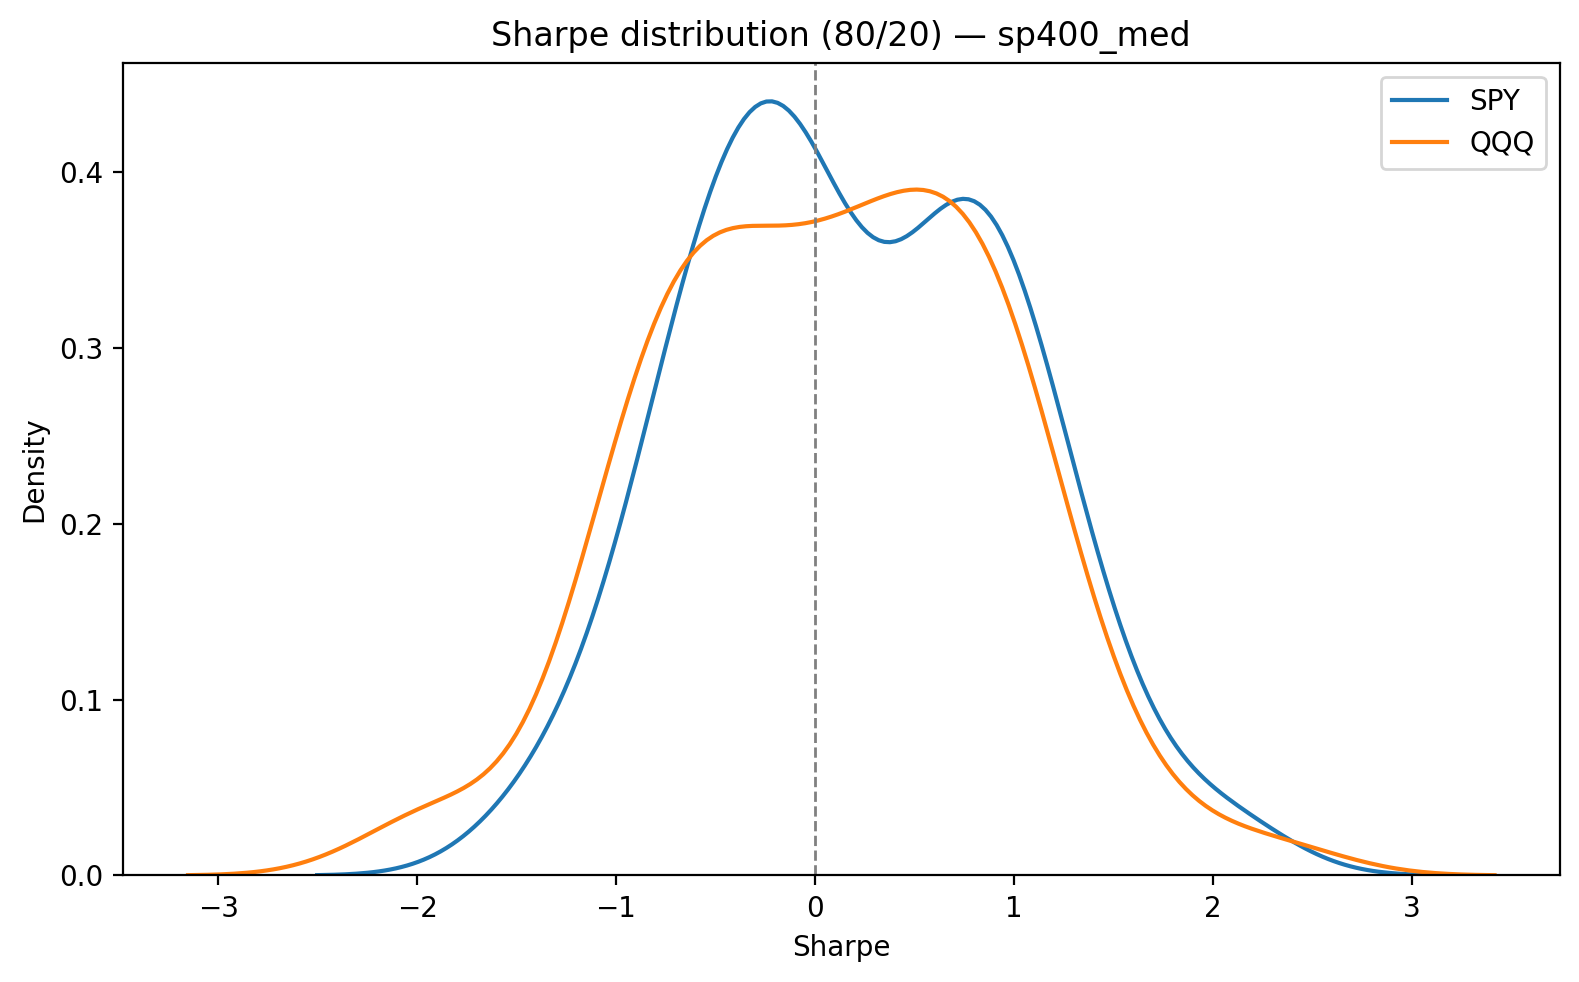 Sharpe distribution (80/20) — sp400_med
SPY
QQQ
Density
0.4
0.3
0.2
0.1
0.0
−3 −2 −1 0 1 2 3
Sharpe